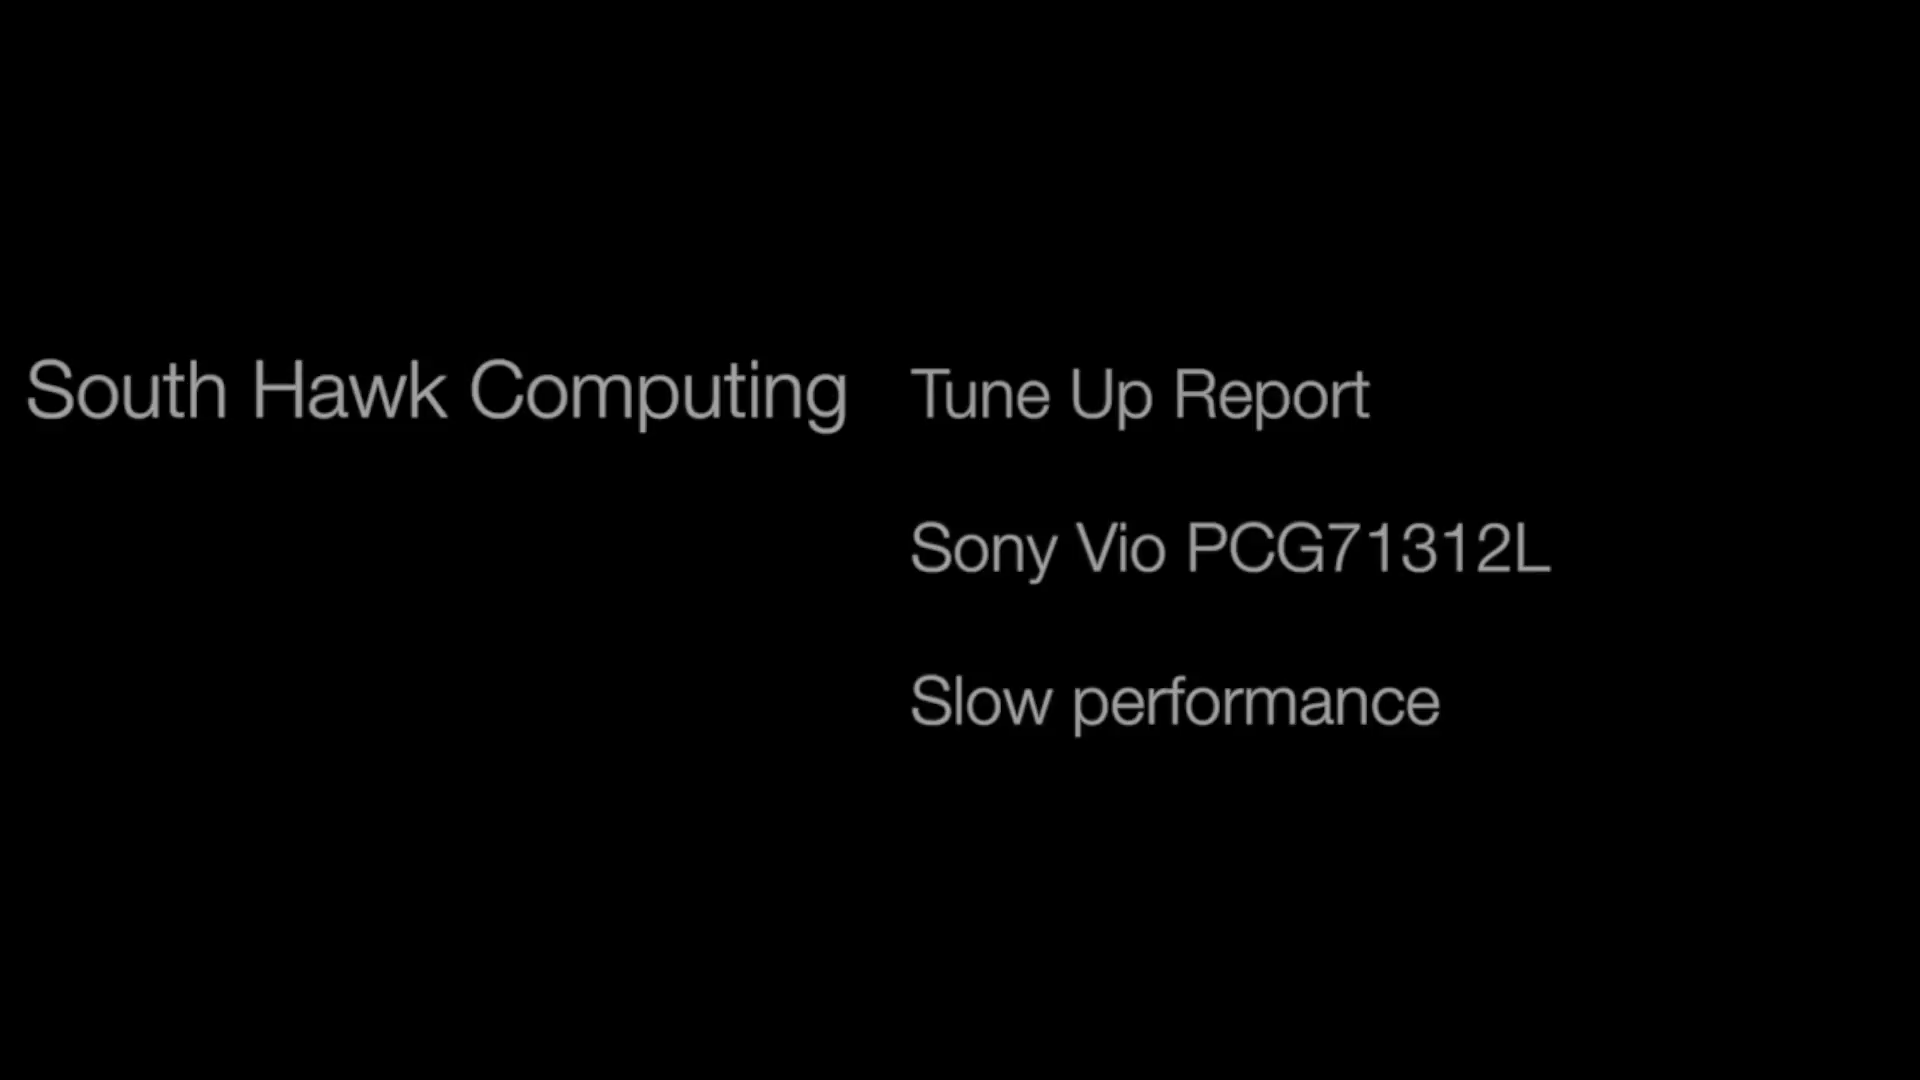 South Hawk Computing
Tune Up Report
Sony Vio PCG71312L
Slow performance